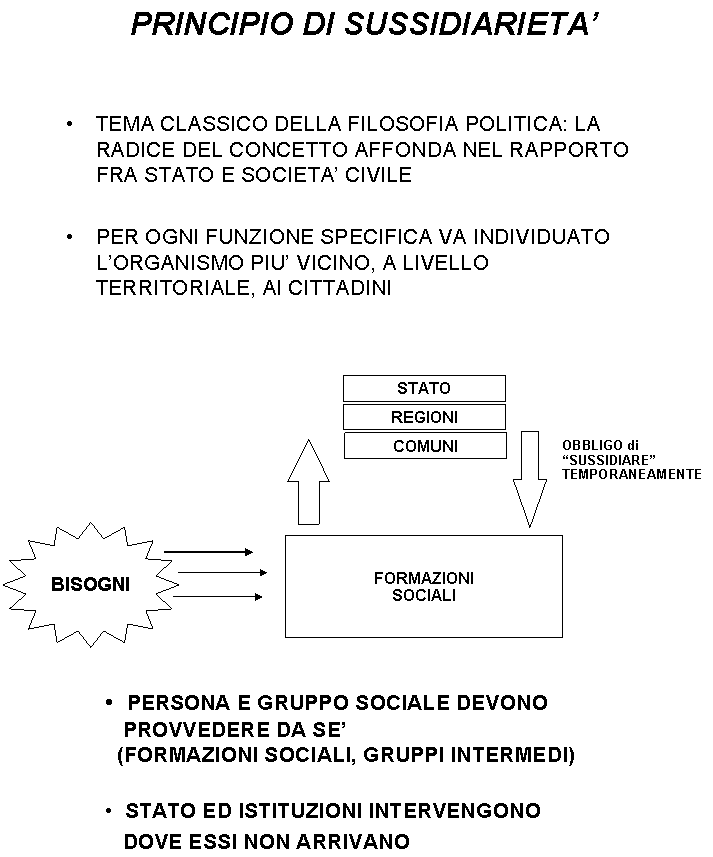 PRINCIPIO DI SUSSIDIARIETA’
• TEMA CLASSICO DELLA FILOSOFIA POLITICA: LA
RADICE DEL CONCETTO AFFONDA NEL RAPPORTO
FRA STATO E SOCIETA’ CIVILE
• PER OGNI FUNZIONE SPECIFICA VA INDIVIDUATO
L’ORGANISMO PIU’ VICINO, A LIVELLO
TERRITORIALE, AI CITTADINI
STATO
REGIONI
COMUNI
OBBLIGO di
“SUSSIDIARE”
TEMPORANEAMENTE
BISOGNI
FORMAZIONI
SOCIALI
• PERSONA E GRUPPO SOCIALE DEVONO
PROVVEDERE DA SE’
(FORMAZIONI SOCIALI, GRUPPI INTERMEDI)
• STATO ED ISTITUZIONI INTERVENGONO
DOVE ESSI NON ARRIVANO